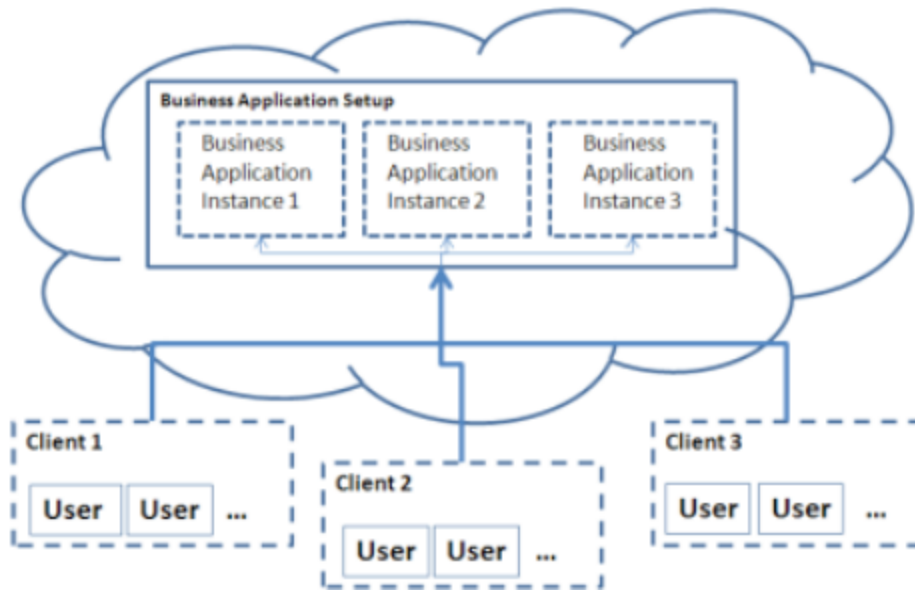 Business Application Setup
Business
Application
Instance 1
Business
Application
Instance 2
Business
Application
Instance 3
Client 1
User User ...
Client 2
User User ...
Client 3
User User ...